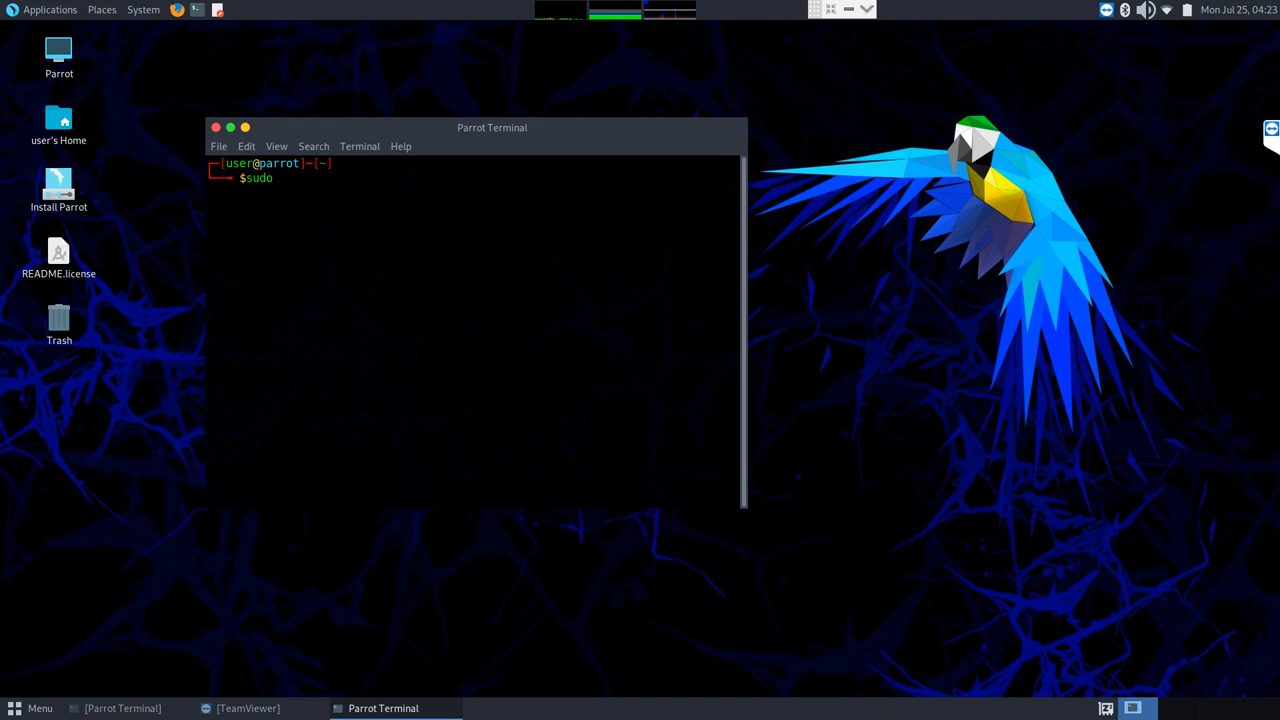 Applications Places System
Mon Jul 25, 04:23
Parrot
user's Home
Install Parrot
README.license
Trash
Parrot Terminal
File Edit View Search Terminal Help
┌─[user@parrot]─[~]
└──╼ $sudo
Menu [Parrot Terminal] [TeamViewer] Parrot Terminal